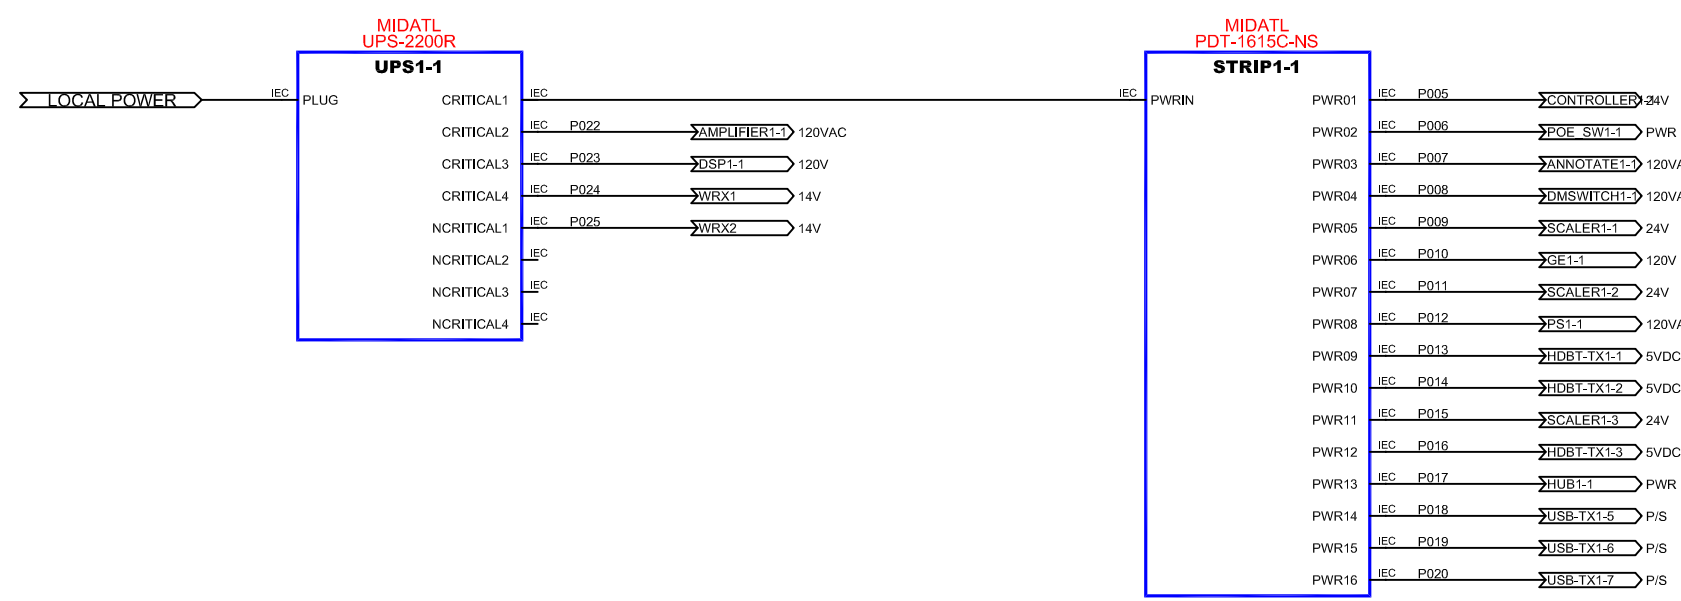 MIDATL
UPS-2200R
UPS1-1
LOCAL POWER IEC PLUG
CRITICAL1 IEC
CRITICAL2 IEC P022 AMPLIFIER1-1 120VAC
CRITICAL3 IEC P023 DSP1-1 120V
CRITICAL4 IEC P024 WRX1 14V
NCRITICAL1 IEC P025 WRX2 14V
NCRITICAL2 IEC
NCRITICAL3 IEC
NCRITICAL4 IEC
MIDATL
PDT-1615C-NS
STRIP1-1
IEC PWRIN
PWR01 IEC P005 CONTROLLER1-1 24V
PWR02 IEC P006 POE_SW1-1 PWR
PWR03 IEC P007 ANNOTATE1-1 120VA
PWR04 IEC P008 DMSWITCH1-1 120VA
PWR05 IEC P009 SCALER1-1 24V
PWR06 IEC P010 GE1-1 120V
PWR07 IEC P011 SCALER1-2 24V
PWR08 IEC P012 PS1-1 120VA
PWR09 IEC P013 HDBT-TX1-1 5VDC
PWR10 IEC P014 HDBT-TX1-2 5VDC
PWR11 IEC P015 SCALER1-3 24V
PWR12 IEC P016 HDBT-TX1-3 5VDC
PWR13 IEC P017 HUB1-1 PWR
PWR14 IEC P018 USB-TX1-5 P/S
PWR15 IEC P019 USB-TX1-6 P/S
PWR16 IEC P020 USB-TX1-7 P/S